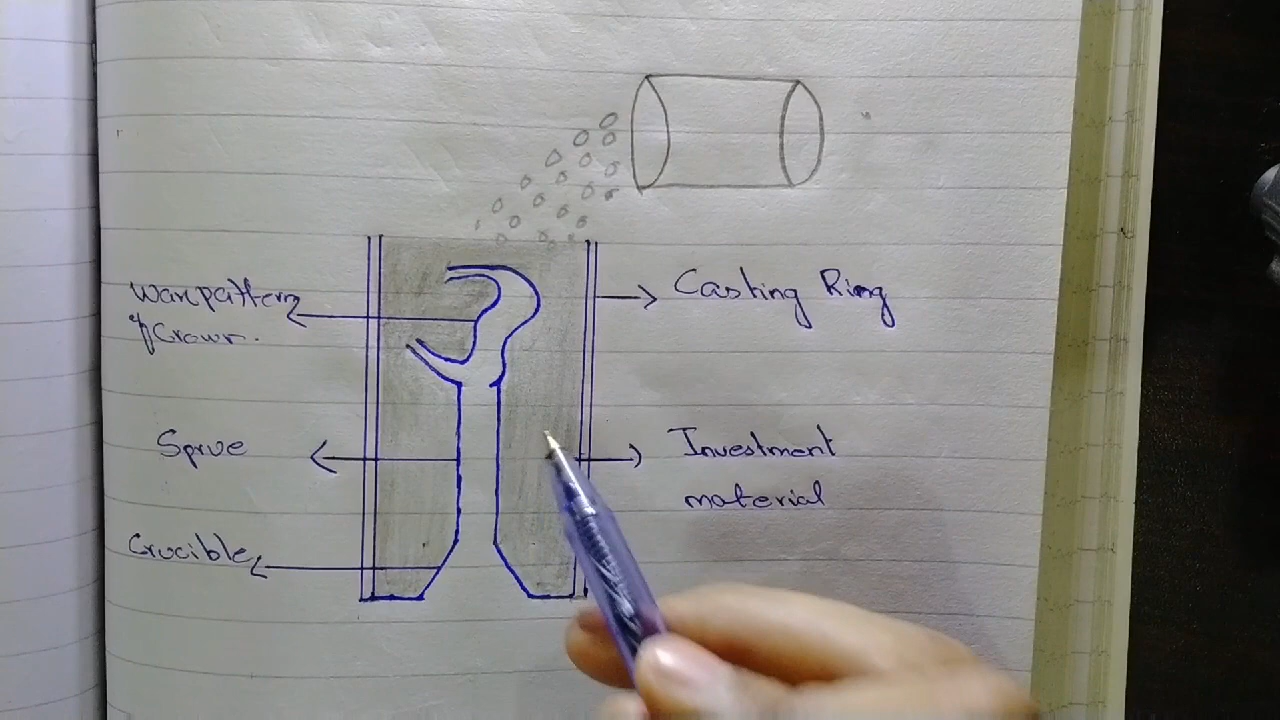 Wax pattern
of Crown.
Casting Ring
Sprue
Investment
material
Crucible